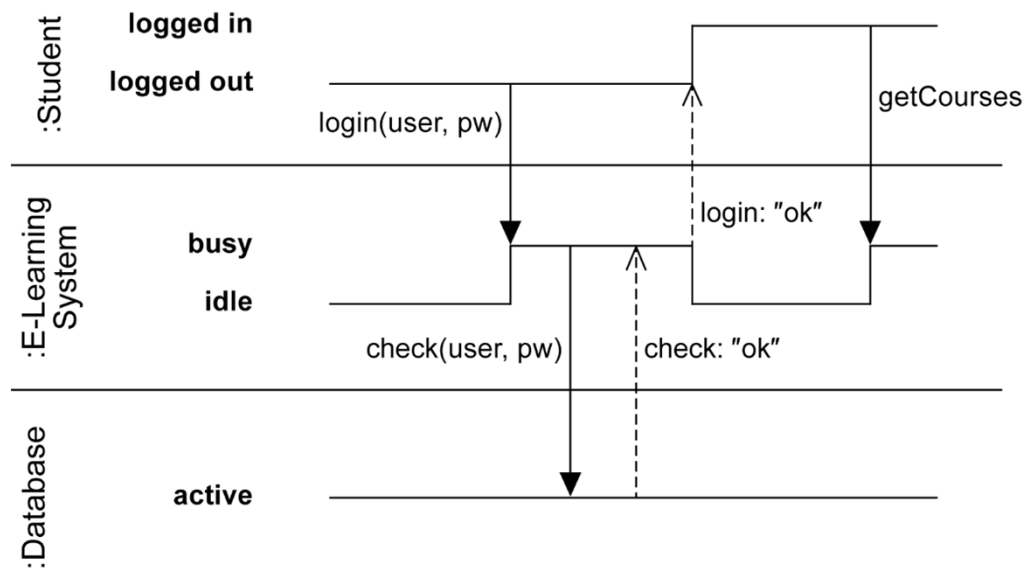 :Student
logged in
logged out
login(user, pw)
getCourses
:E-Learning
System
busy
idle
login: "ok"
check(user, pw)
check: "ok"
:Database
active